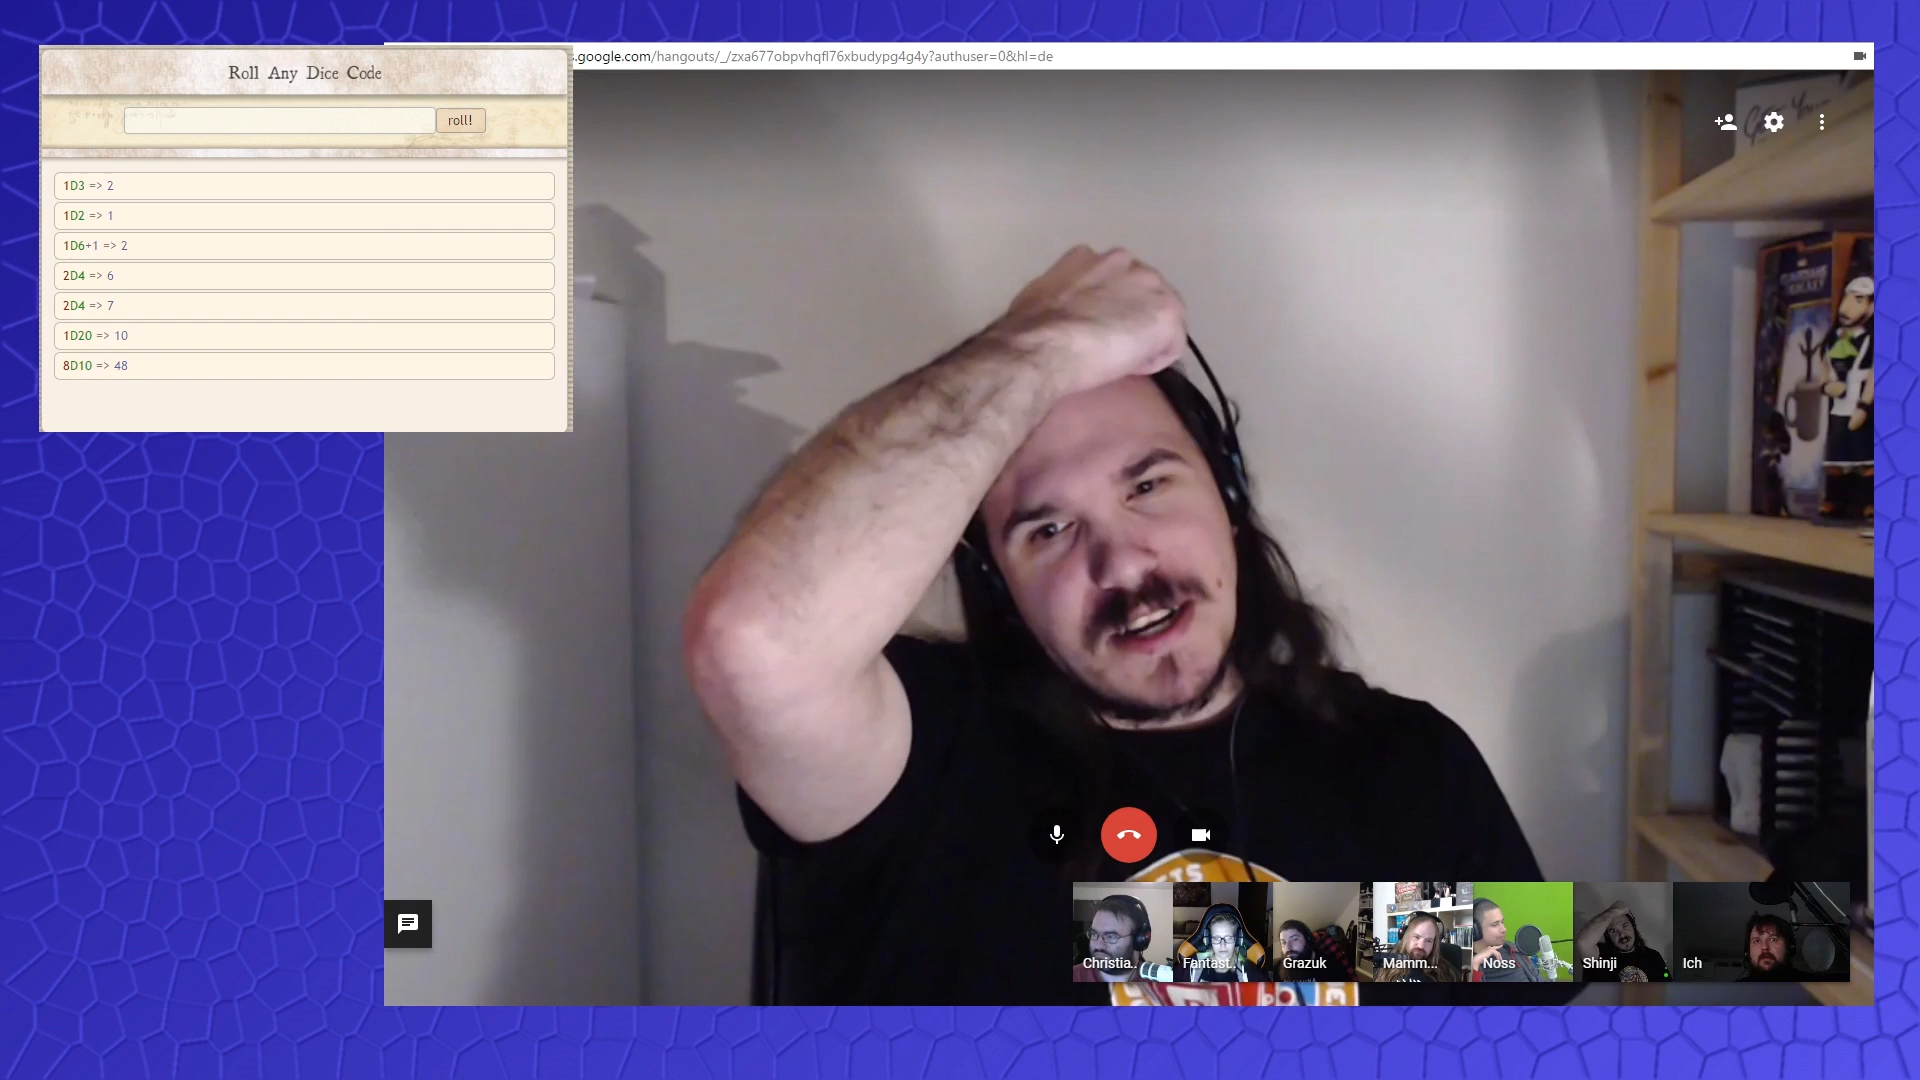 Roll Any Dice Code
roll!
1D3 => 2
1D2 => 1
1D6+1 => 2
2D4 => 6
2D4 => 7
1D20 => 10
8D10 => 48
s.google.com/hangouts/_/zxa677obpvhqfl76xbudypg4g4y?authuser=0&hl=de
Christia..
Fantast..
Grazuk
Mamm...
Noss
Shinji
Ich